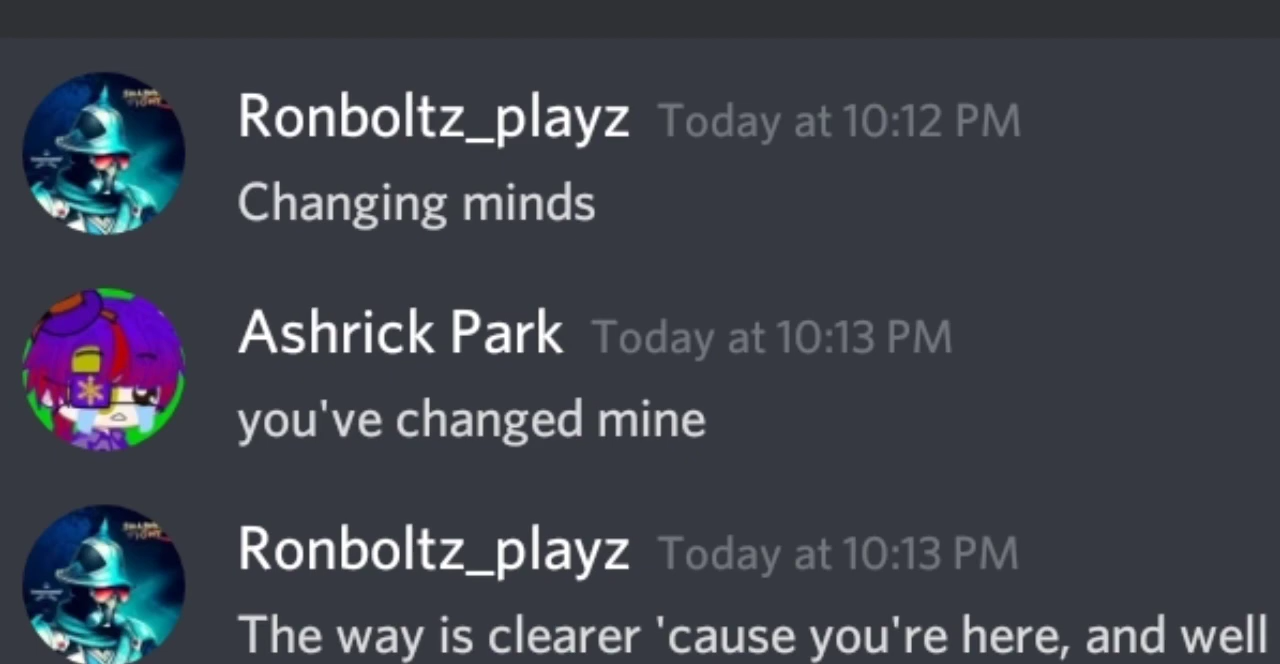 Ronboltz_playz Today at 10:12 PM
Changing minds
Ashrick Park Today at 10:13 PM
you've changed mine
Ronboltz_playz Today at 10:13 PM
The way is clearer 'cause you're here, and well